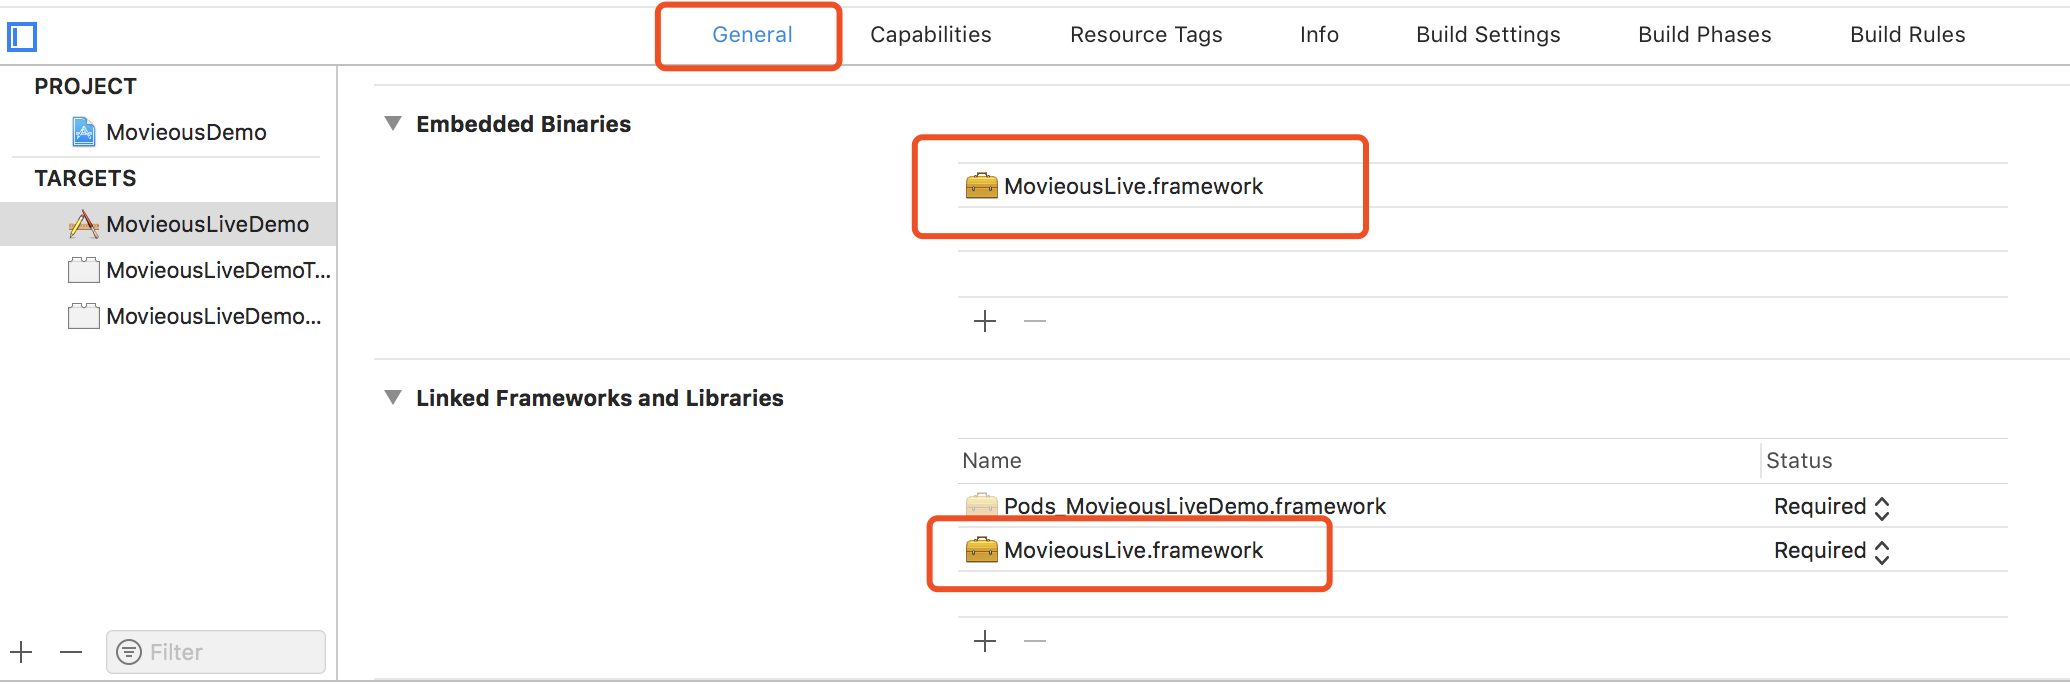 General Capabilities Resource Tags Info Build Settings Build Phases Build Rules
PROJECT
MovieousDemo
TARGETS
MovieousLiveDemo
MovieousLiveDemoT...
MovieousLiveDemo...
Filter
Embedded Binaries
MovieousLive.framework
Linked Frameworks and Libraries
Name Status
Pods_MovieousLiveDemo.framework Required
MovieousLive.framework Required